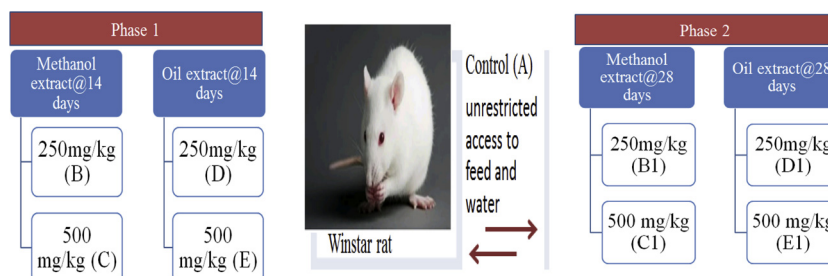 Phase 1
Methanol
extract@14
days
Oil extract@14
days
250mg/kg
(B)
250mg/kg
(D)
500
mg/kg (C)
500
mg/kg (E)
Control (A)
unrestricted
access to
feed and
water
Winstar rat
Phase 2
Methanol
extract@28
days
Oil extract@28
days
250mg/kg
(B1)
250mg/kg
(D1)
500 mg/kg
(C1)
500 mg/kg
(E1)